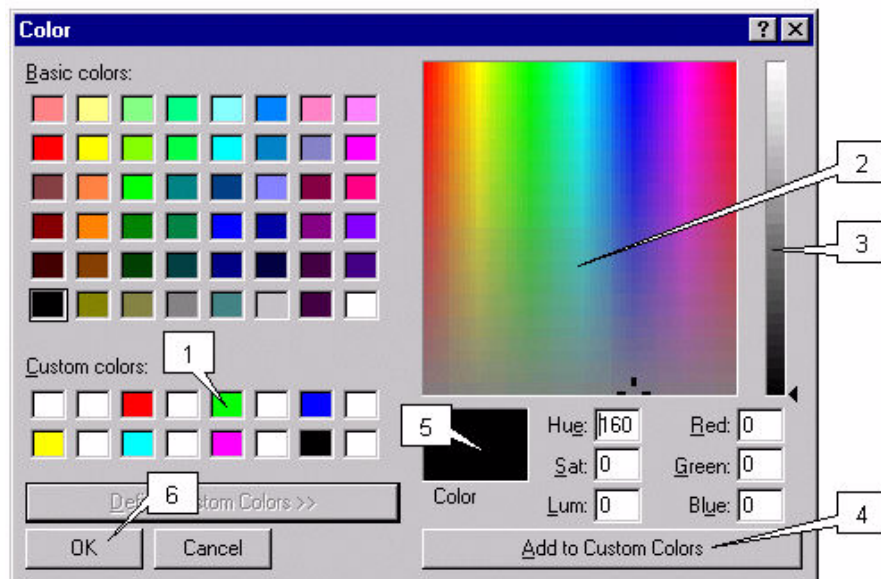 Color
Basic colors:
2
3
1
Custom colors:
5
Hue: 160
Red: 0
Sat: 0
Green: 0
6
Color
Lum: 0
Blue: 0
4
OK
Cancel
Add to Custom Colors